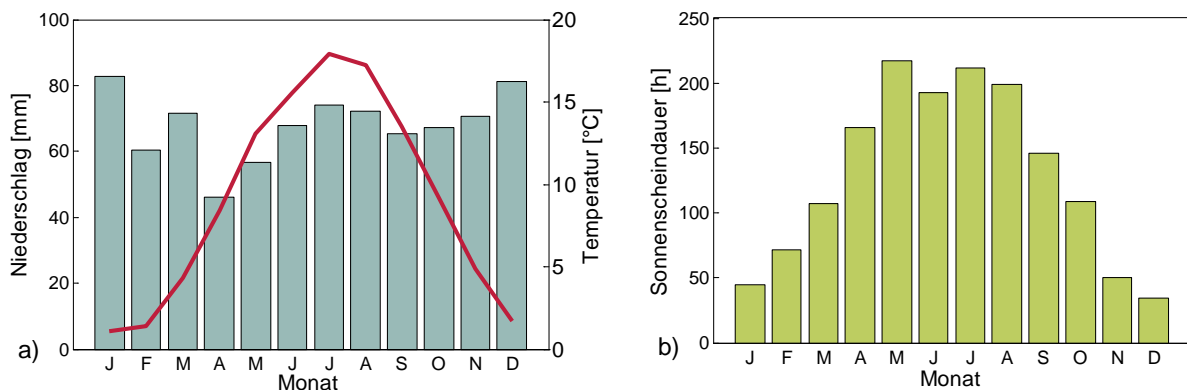 100
80
60
40
20
0
Niederschlag [mm]
20
15
10
5
0
Temperatur [°C]
J F M A M J J A S O N D
Monat
a)
250
200
150
100
50
0
Sonnenscheindauer [h]
J F M A M J J A S O N D
Monat
b)